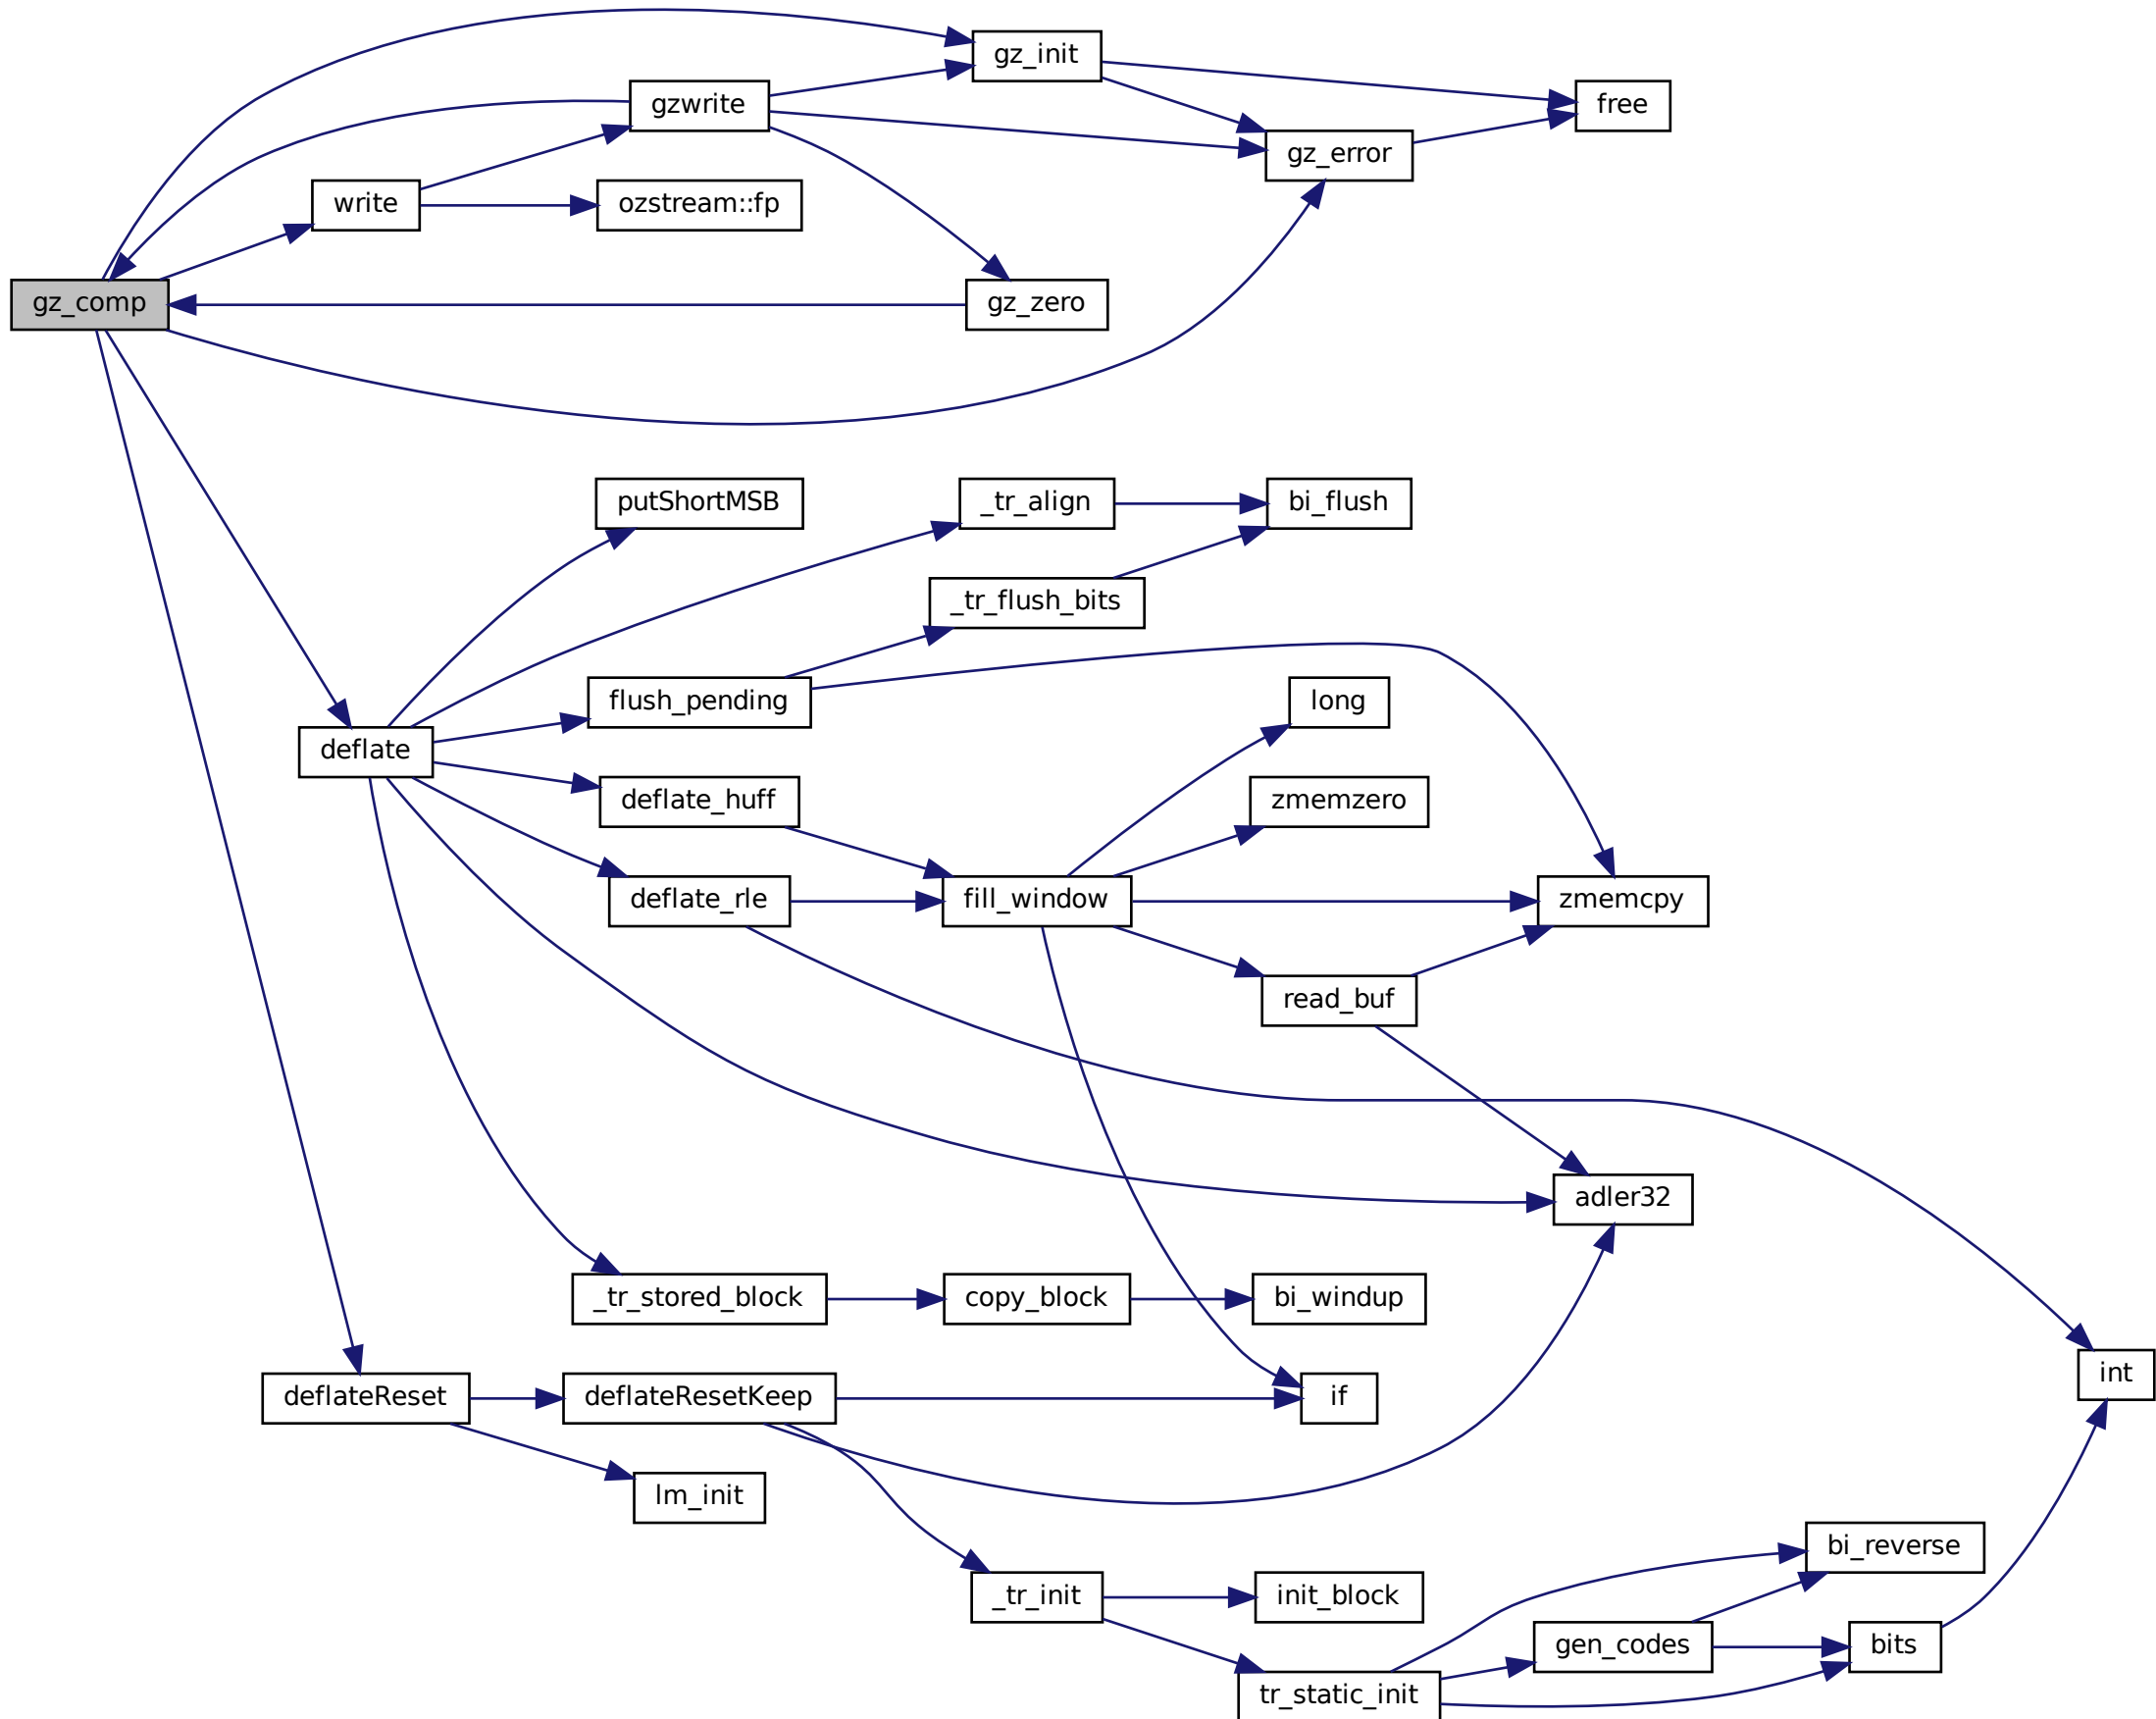 gz_init
gzwrite
free
gz_error
write
ozstream::fp
gz_comp
gz_zero
putShortMSB
_tr_align
bi_flush
_tr_flush_bits
flush_pending
long
deflate
deflate_huff
zmemzero
deflate_rle
fill_window
zmemcpy
read_buf
adler32
_tr_stored_block
copy_block
bi_windup
int
deflateReset
deflateResetKeep
if
lm_init
bi_reverse
_tr_init
init_block
gen_codes
bits
tr_static_init